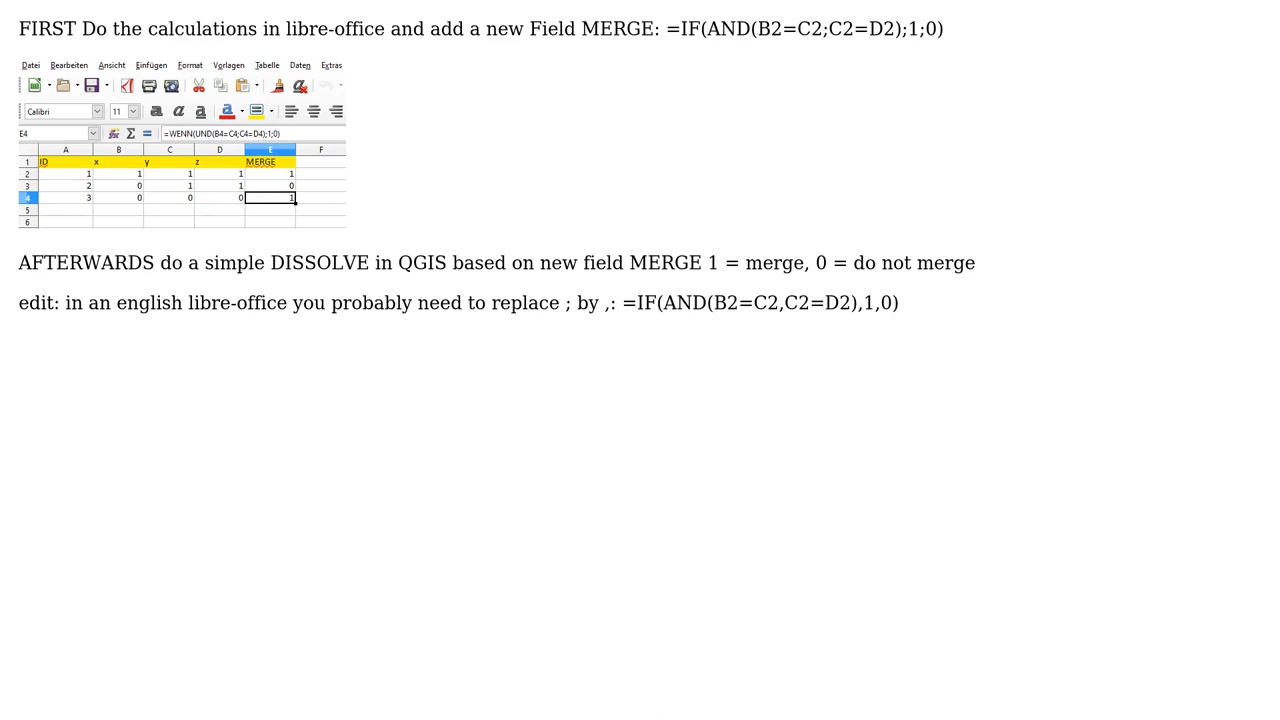 FIRST Do the calculations in libre-office and add a new Field MERGE: =IF(AND(B2=C2;C2=D2);1;0)
Datei Bearbeiten Ansicht Einfügen Format Vorlagen Tabelle Daten Extras
Calibri 11 a a a a
E4 fx Σ = =WENN(UND(B4=C4;C4=D4);1;0)
A B C D E F
1 ID x y z MERGE
2 1 1 1 1 1
3 2 0 1 1 0
4 3 0 0 0 1
5
6
AFTERWARDS do a simple DISSOLVE in QGIS based on new field MERGE 1 = merge, 0 = do not merge
edit: in an english libre-office you probably need to replace ; by ,: =IF(AND(B2=C2,C2=D2),1,0)